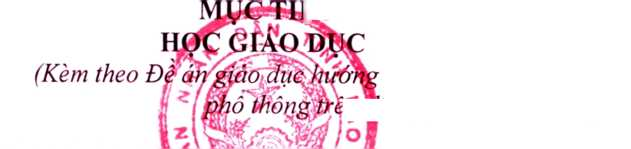 MỤC TI
HỌC GIÁO DỤC
(Kèm theo Đề án giáo dục hướng
phổ thông trê